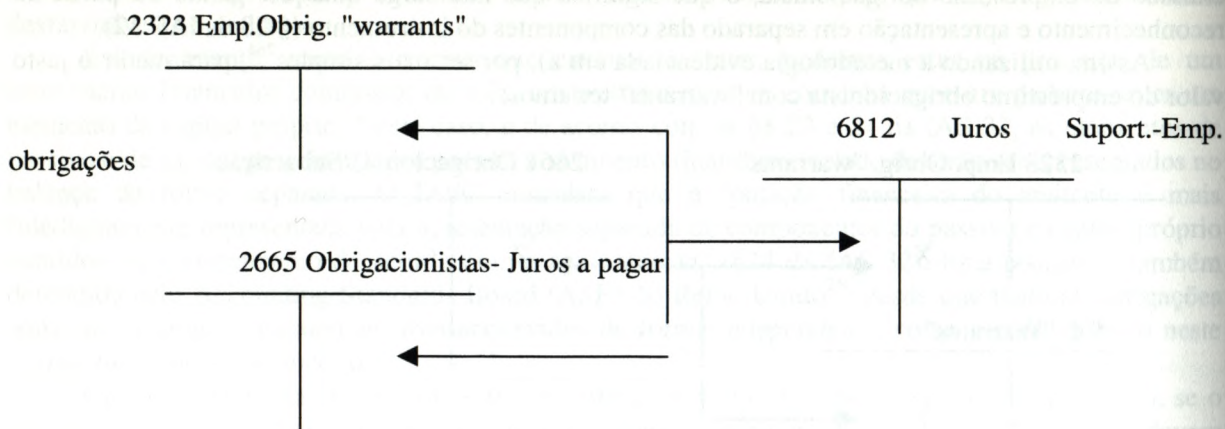 2323 Emp.Obrig. "warrants"
6812 Juros Suport.-Emp.
obrigações
2665 Obrigacionistas- Juros a pagar